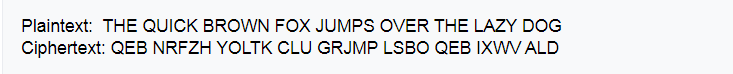 Plaintext: THE QUICK BROWN FOX JUMPS OVER THE LAZY DOG
Ciphertext: QEB NRFZH YOLTK CLU GRJMP LSBO QEB IXWV ALD